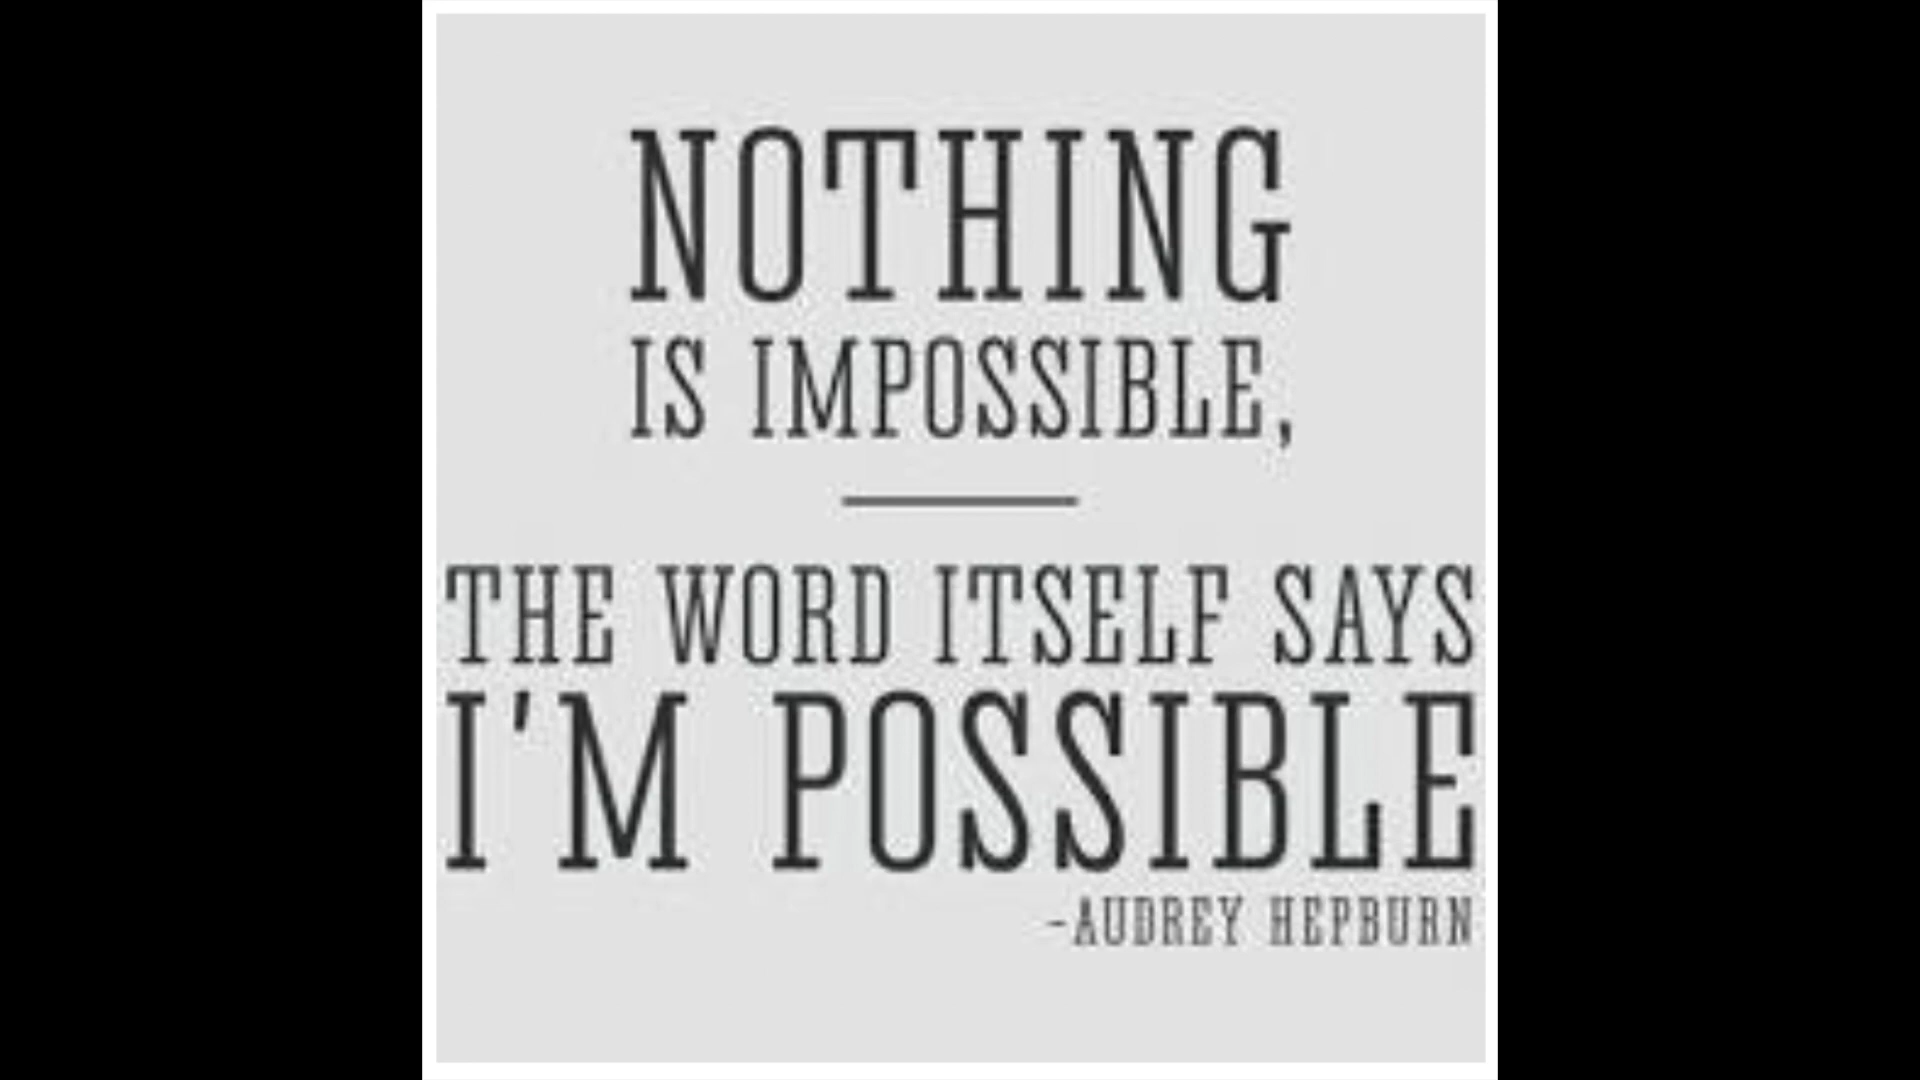 NOTHING
IS IMPOSSIBLE,
THE WORD ITSELF SAYS
I'M POSSIBLE
-AUDREY HEPBURN